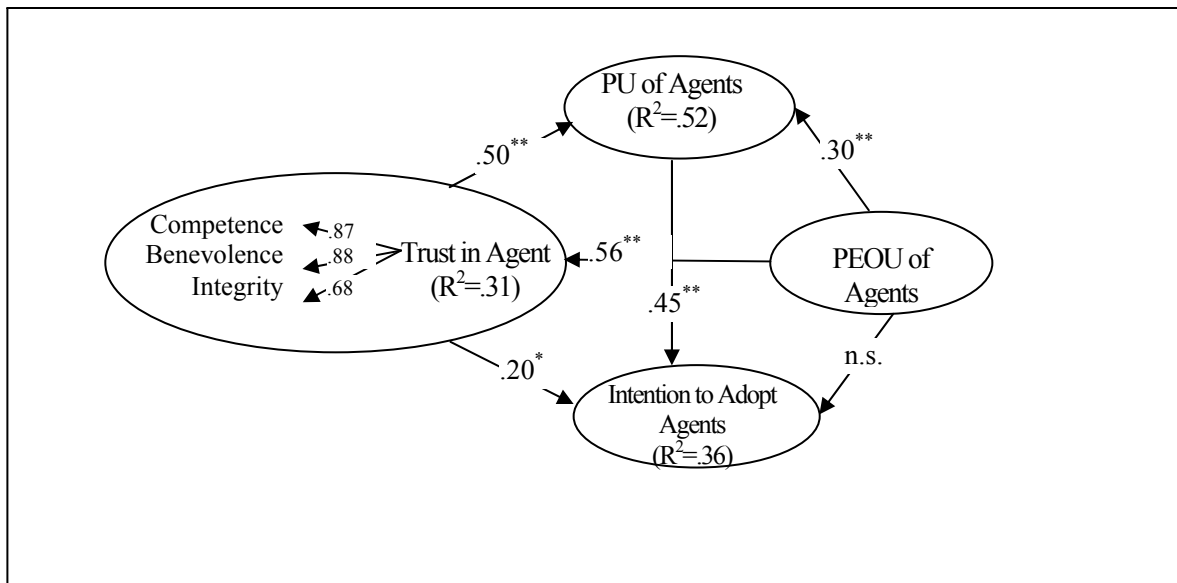 PU of Agents
(R²=.52)
.50**
.30**
Competence
.87
Benevolence
.88
Integrity
.68
Trust in Agent
(R²=.31)
.56**
PEOU of
Agents
.45**
n.s.
.20*
Intention to Adopt
Agents
(R²=.36)